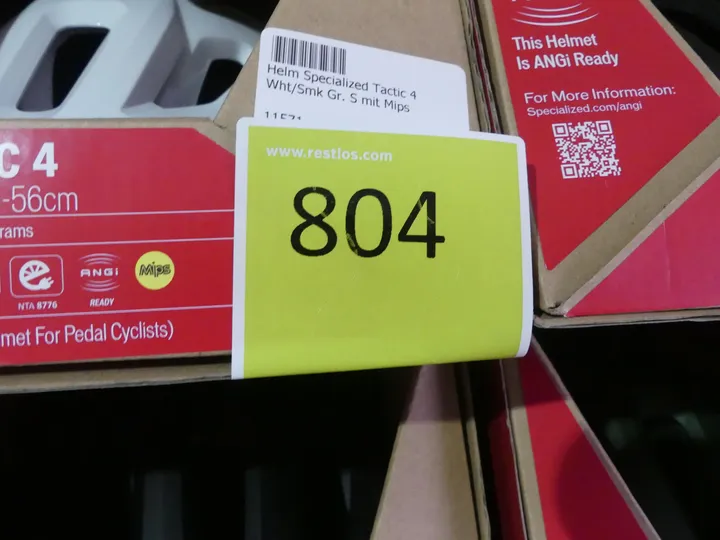 Helm Specialized Tactic 4
Wht/Smk Gr. S mit Mips
www.restlos.com
804
C 4
-56cm
rams
NTA 8776
ANGi
READY
Mips
met For Pedal Cyclists)
This Helmet
Is ANGi Ready
For More Information:
Specialized.com/angi